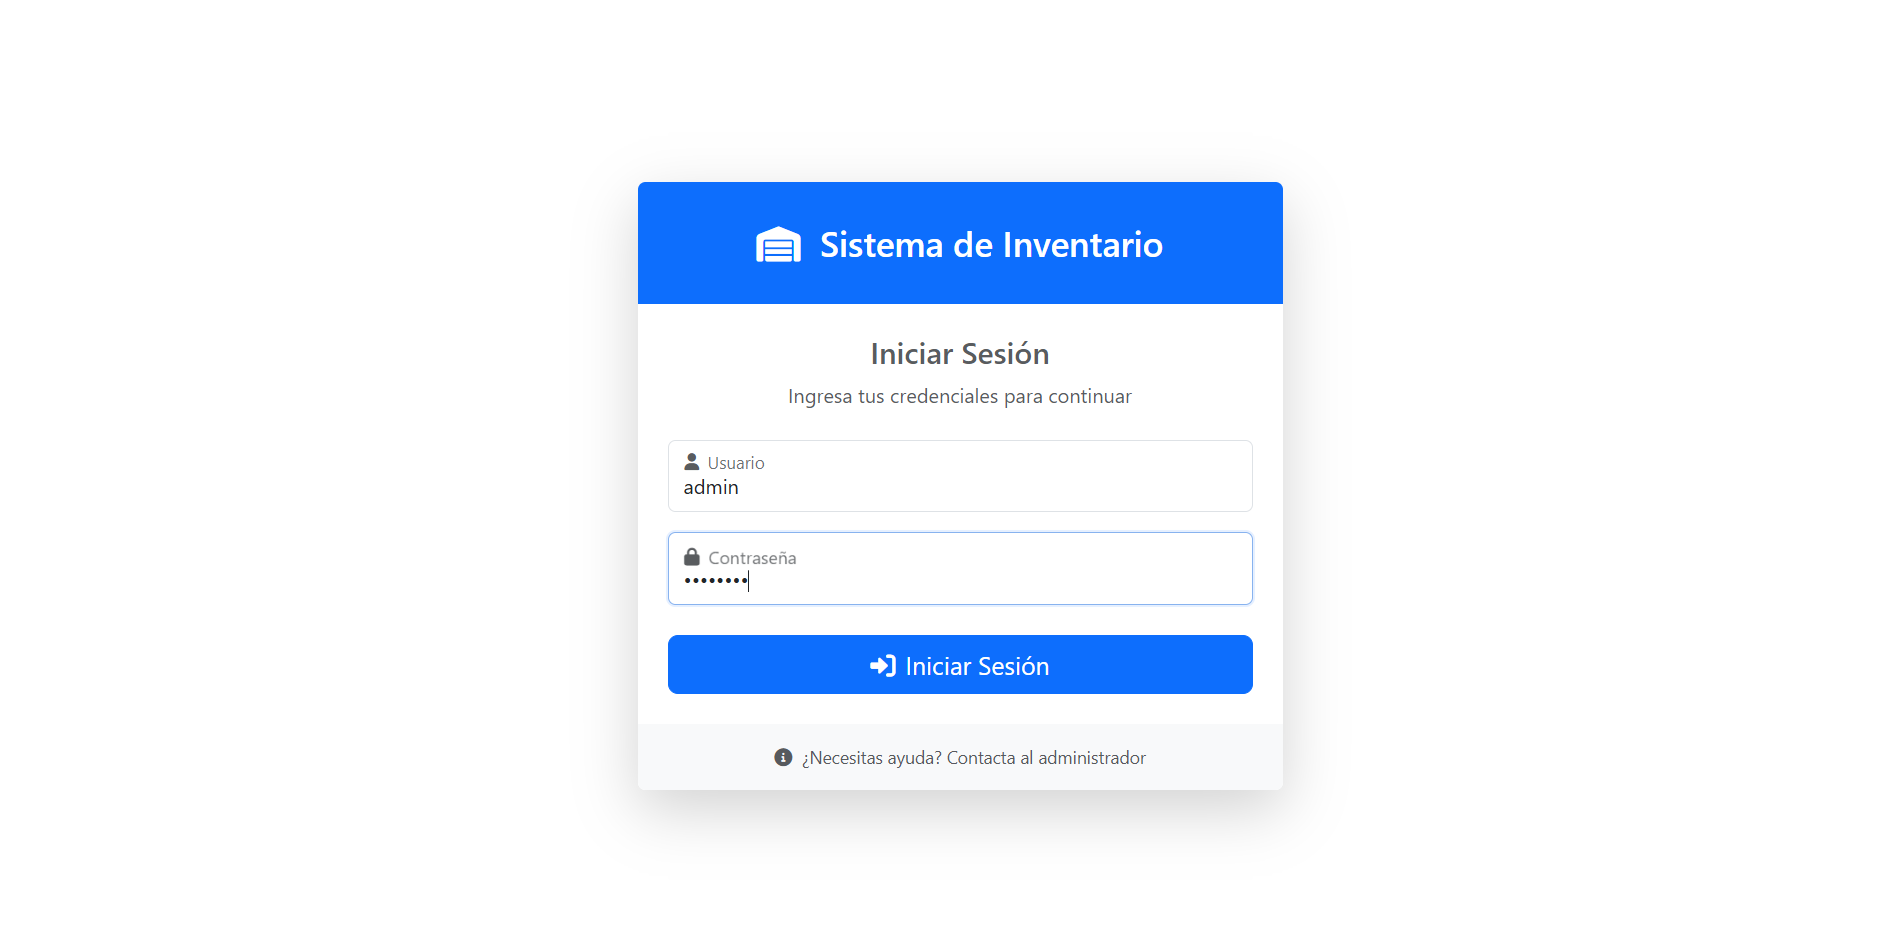 Sistema de Inventario
Iniciar Sesión
Ingresa tus credenciales para continuar
Usuario
admin
Contraseña
••••••••
Iniciar Sesión
¿Necesitas ayuda? Contacta al administrador